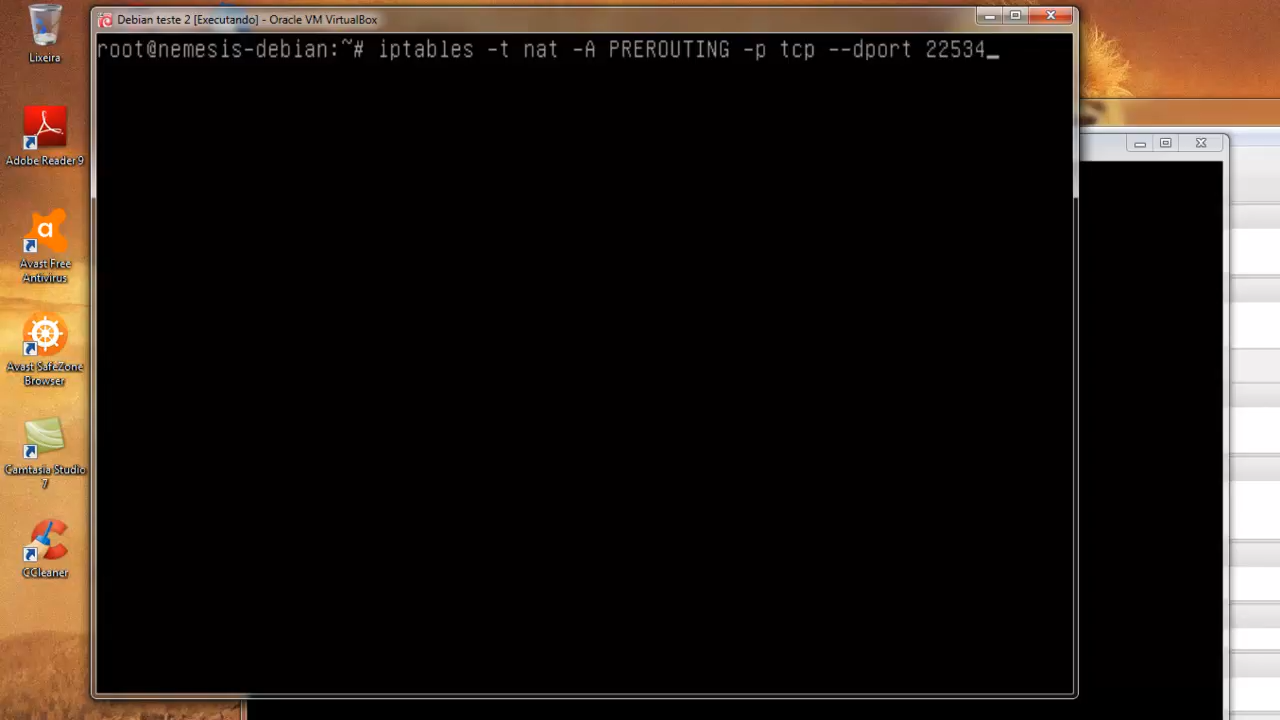 Debian teste 2 [Executando] - Oracle VM VirtualBox
root@nemesis-debian:~# iptables -t nat -A PREROUTING -p tcp --dport 22534_
Lixeira
Adobe Reader 9
Avast Free
Antivirus
Avast SafeZone
Browser
Camtasia Studio
7
CCleaner